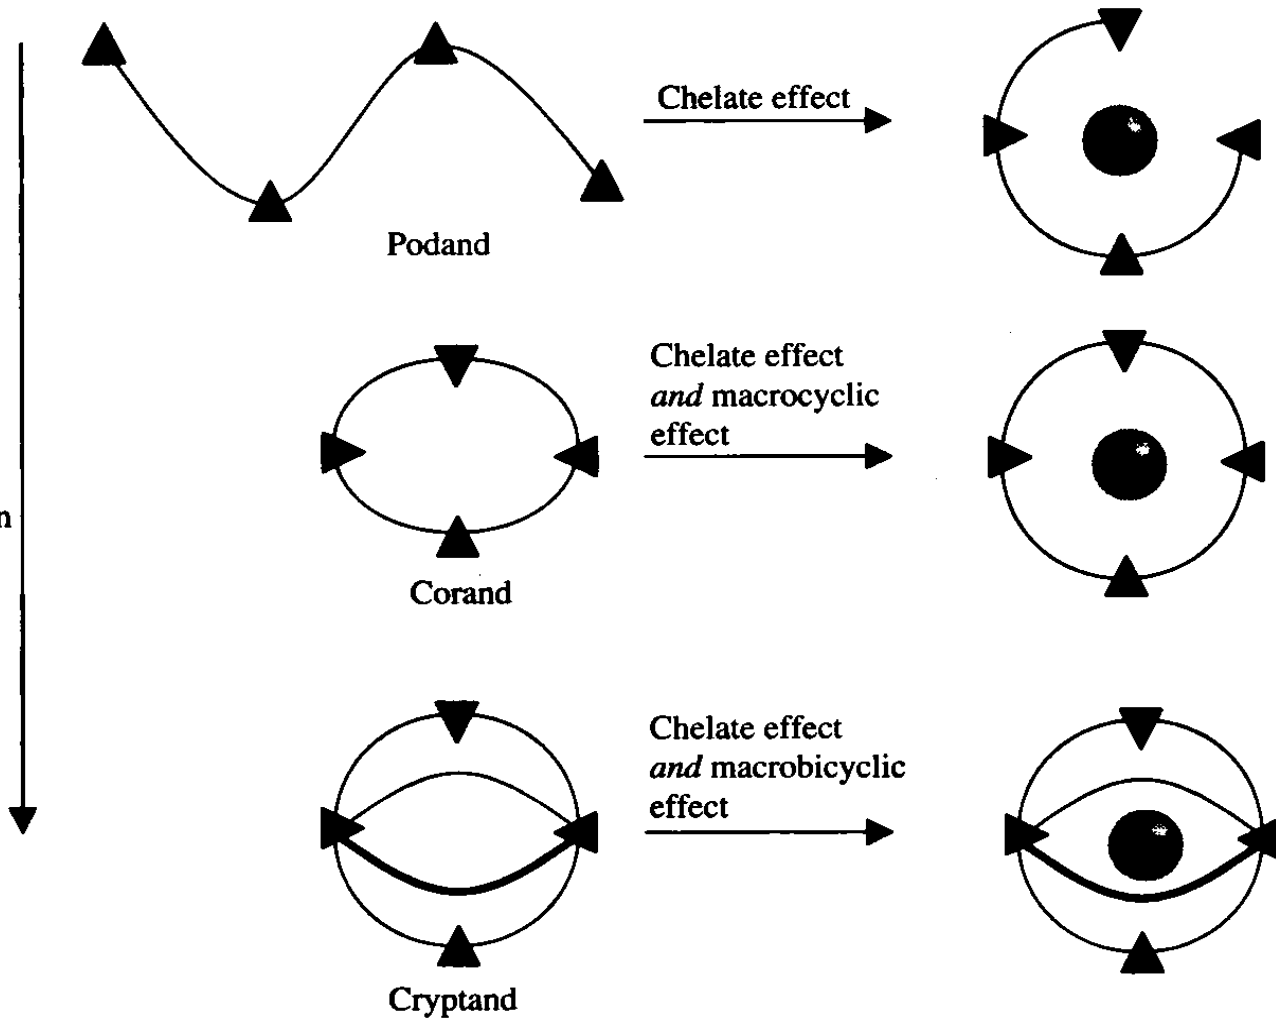 Chelate effect
Podand
Chelate effect
and macrocyclic
effect
n
Corand
Chelate effect
and macrobicyclic
effect
Cryptand